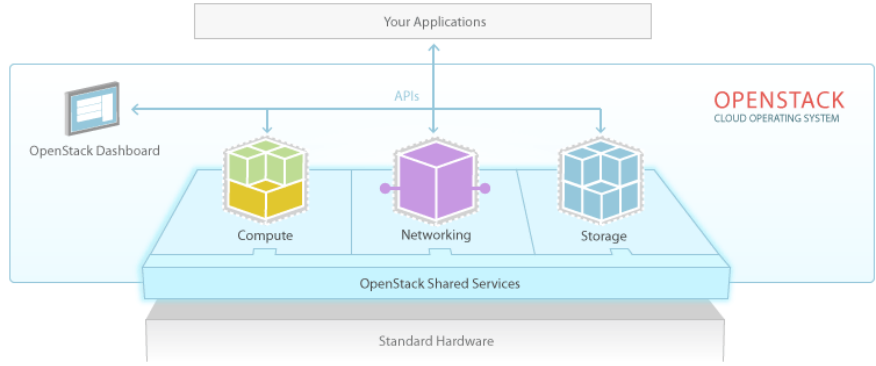 Your Applications
APIs
OPENSTACK
CLOUD OPERATING SYSTEM
OpenStack Dashboard
Compute
Networking
Storage
OpenStack Shared Services
Standard Hardware